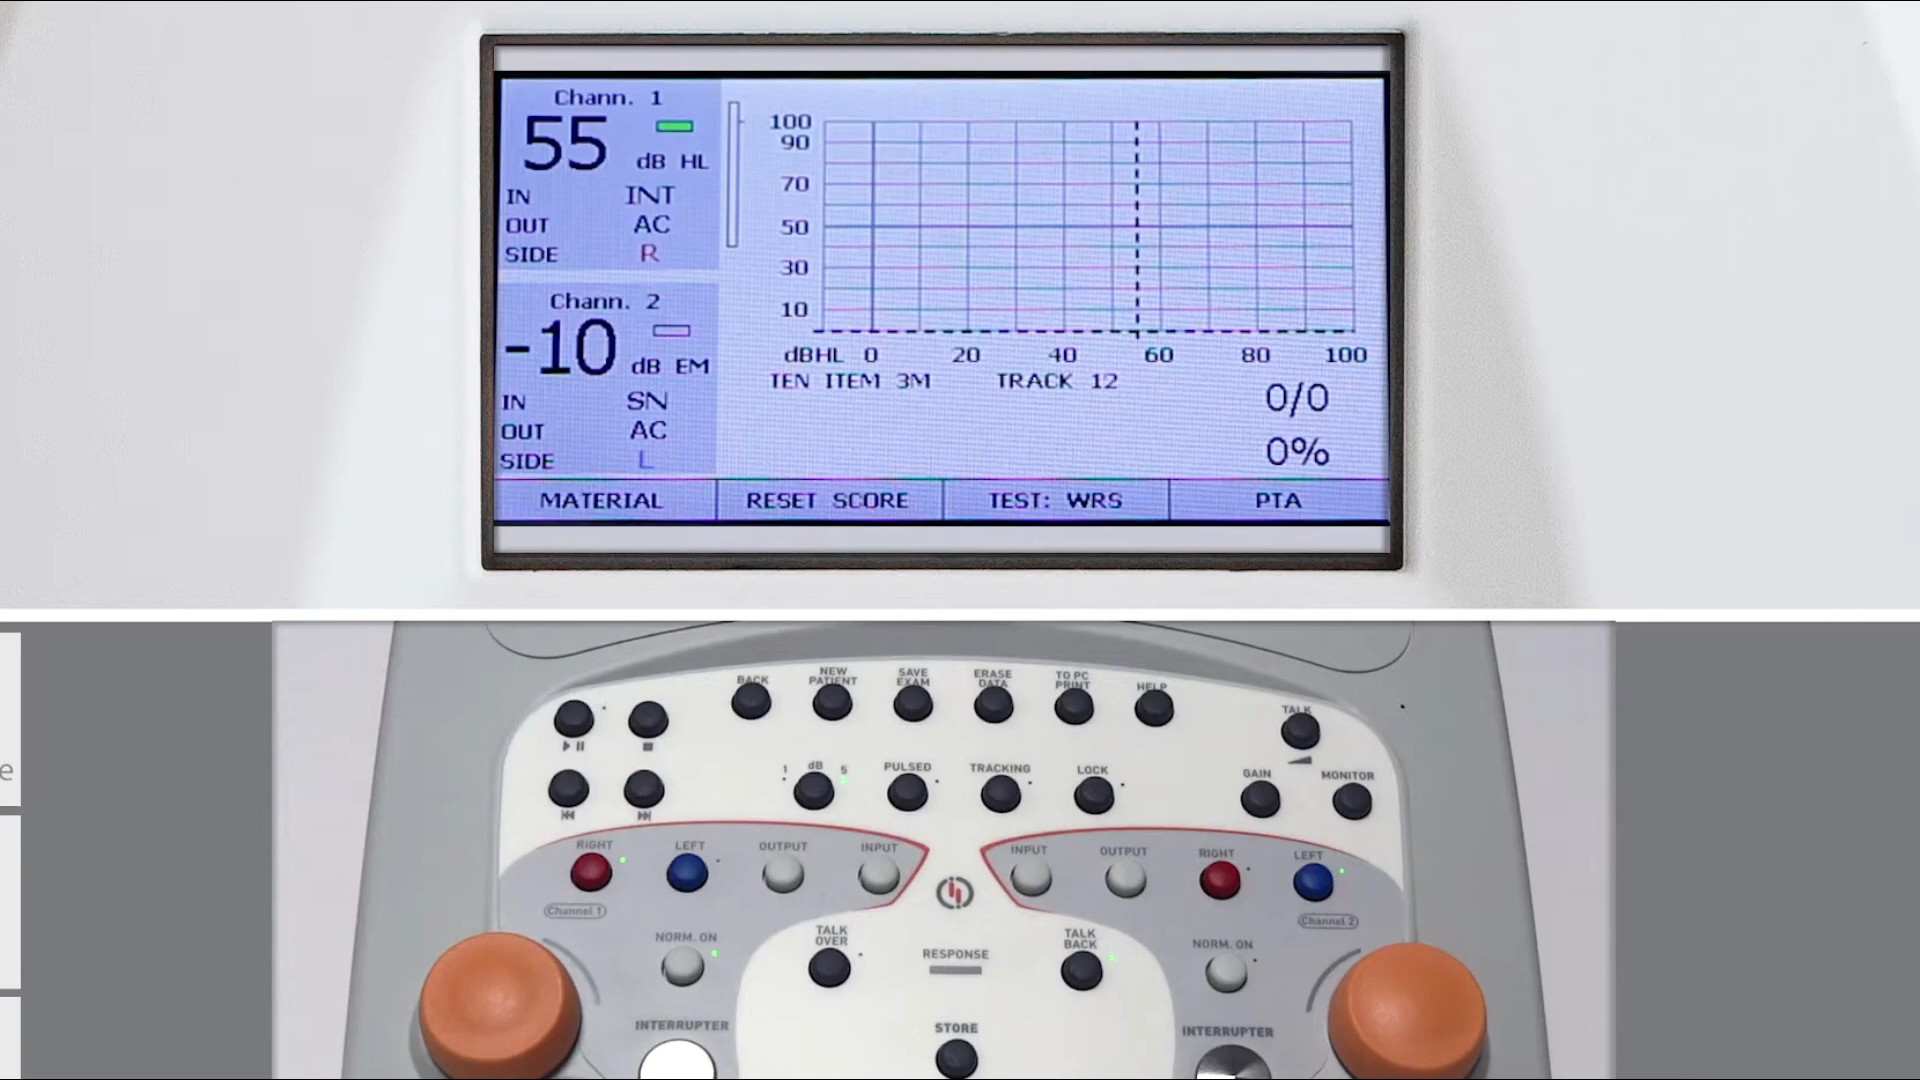 Chann. 1
55
dB HL
IN INT
OUT AC
SIDE R
Chann. 2
-10
dB EM
IN SN
OUT AC
SIDE L
100
90
70
50
30
10
dBHL 0 20 40 60 80 100
TEN ITEM 3M TRACK 12
0/0
0%
MATERIAL RESET SCORE TEST: WRS PTA
e
BACK
NEW
PATIENT
SAVE
EXAM
ERASE
DATA
TO PC
PRINT
HELP
TALK
1 dB 5
PULSED
TRACKING
LOCK
GAIN
MONITOR
RIGHT
LEFT
OUTPUT
INPUT
INPUT
OUTPUT
RIGHT
LEFT
Channel 1
Channel 2
NORM. ON
TALK
OVER
RESPONSE
TALK
BACK
NORM. ON
INTERRUPTER
STORE
INTERRUPTER